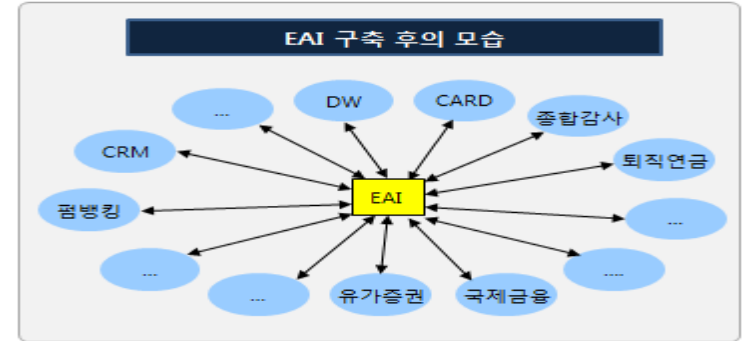 EAI 구축 후의 모습
...
DW
CARD
종합감사
CRM
퇴직연금
EAI
펌뱅킹
...
...
....
...
유가증권
국제금융